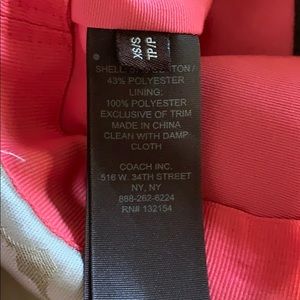 XS/S
TP/P
SHELL: 57% COTTON /
43% POLYESTER
LINING:
100% POLYESTER
EXCLUSIVE OF TRIM
MADE IN CHINA
CLEAN WITH DAMP
CLOTH
COACH INC.
516 W. 34TH STREET
NY, NY
888-262-6224
RN# 132154